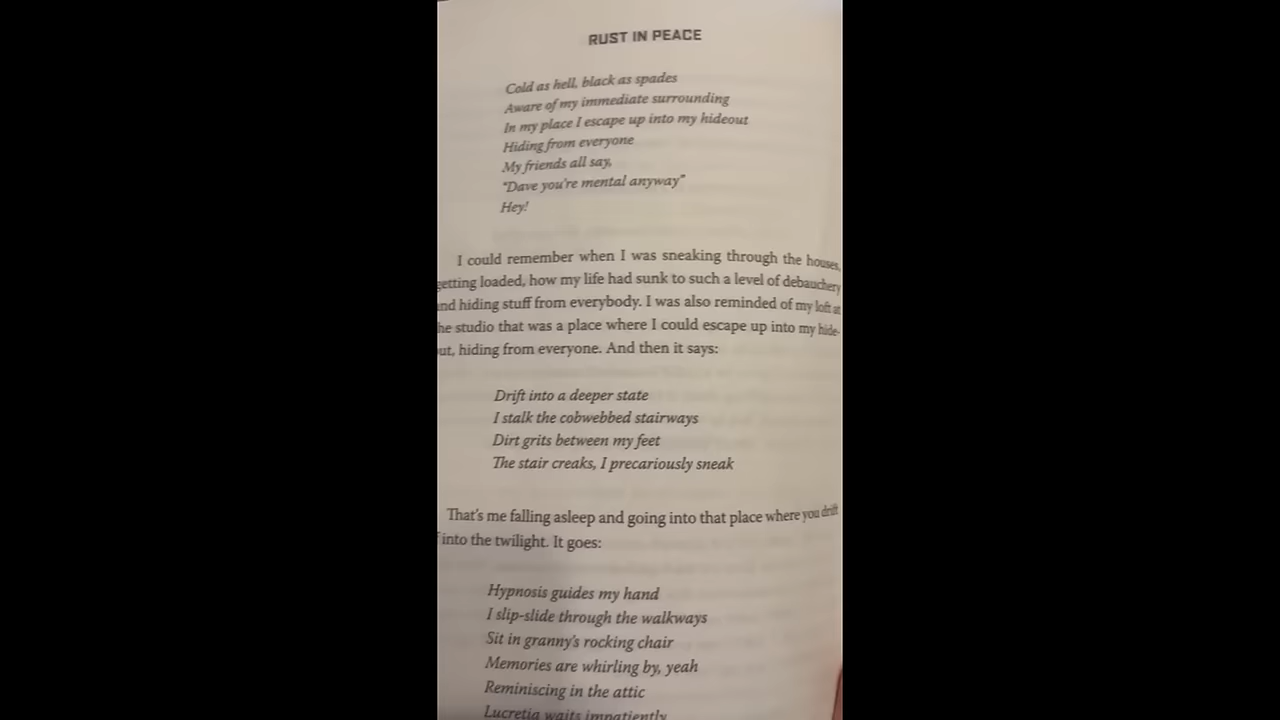 RUST IN PEACE
Cold as hell, black as spades
Aware of my immediate surrounding
In my place I escape up into my hideout
Hiding from everyone
My friends all say,
“Dave you’re mental anyway”
Hey!
I could remember when I was sneaking through the houses,
getting loaded, how my life had sunk to such a level of debauchery
and hiding stuff from everybody. I was also reminded of my loft at
he studio that was a place where I could escape up into my hide-
ut, hiding from everyone. And then it says:
Drift into a deeper state
I stalk the cobwebbed stairways
Dirt grits between my feet
The stair creaks, I precariously sneak
That’s me falling asleep and going into that place where you drift
into the twilight. It goes:
Hypnosis guides my hand
I slip-slide through the walkways
Sit in granny’s rocking chair
Memories are whirling by, yeah
Reminiscing in the attic
Lucretia waits impatiently